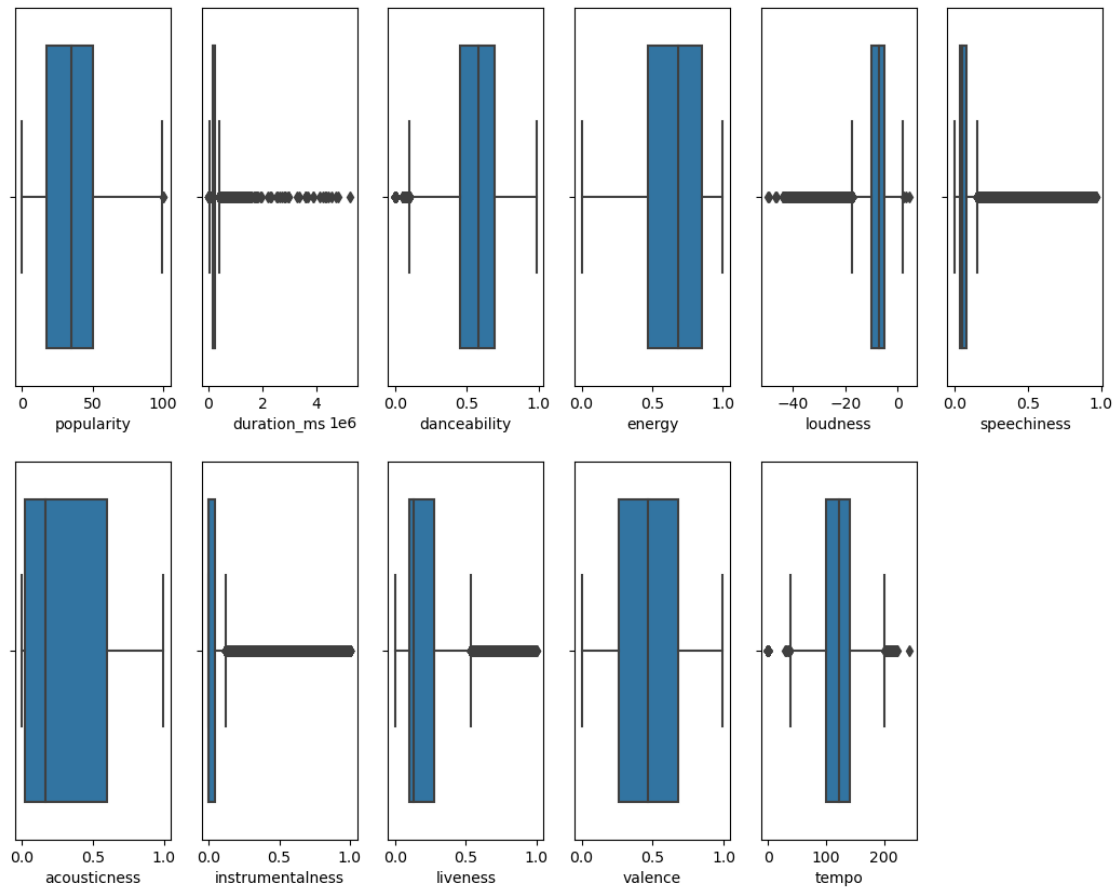 0 50 100 0 2 4 0.0 0.5 1.0 0.0 0.5 1.0 −40 −20 0 0.0 0.5 1.0
popularity duration_ms 1e6 danceability energy loudness speechiness
0.0 0.5 1.0 0.0 0.5 1.0 0.0 0.5 1.0 0.0 0.5 1.0 0 100 200
acousticness instrumentalness liveness valence tempo